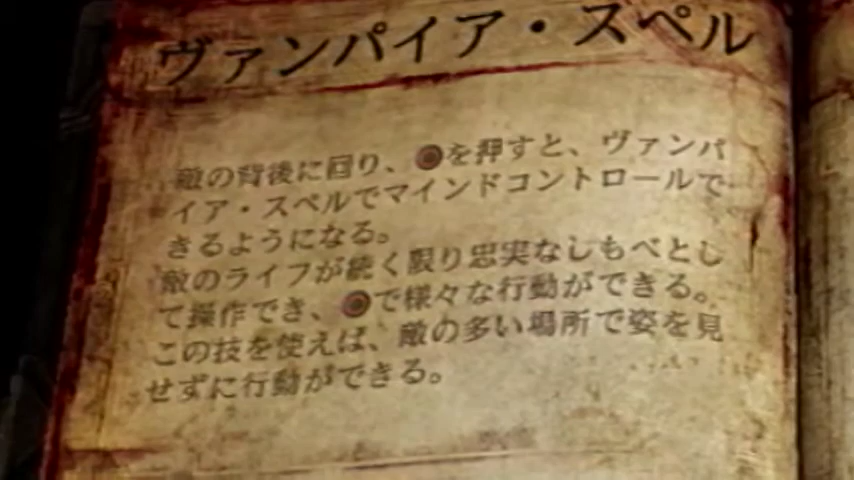 ヴァンパイア・スペル
敵の背後に回り、を押すと、ヴァンパ
イア・スペルでマインドコントロールで
きるようになる。
敵のライフが続く限り忠実なしもべとし
て操作でき、で様々な行動ができる。
この技を使えば、敵の多い場所で姿を見
せずに行動ができる。